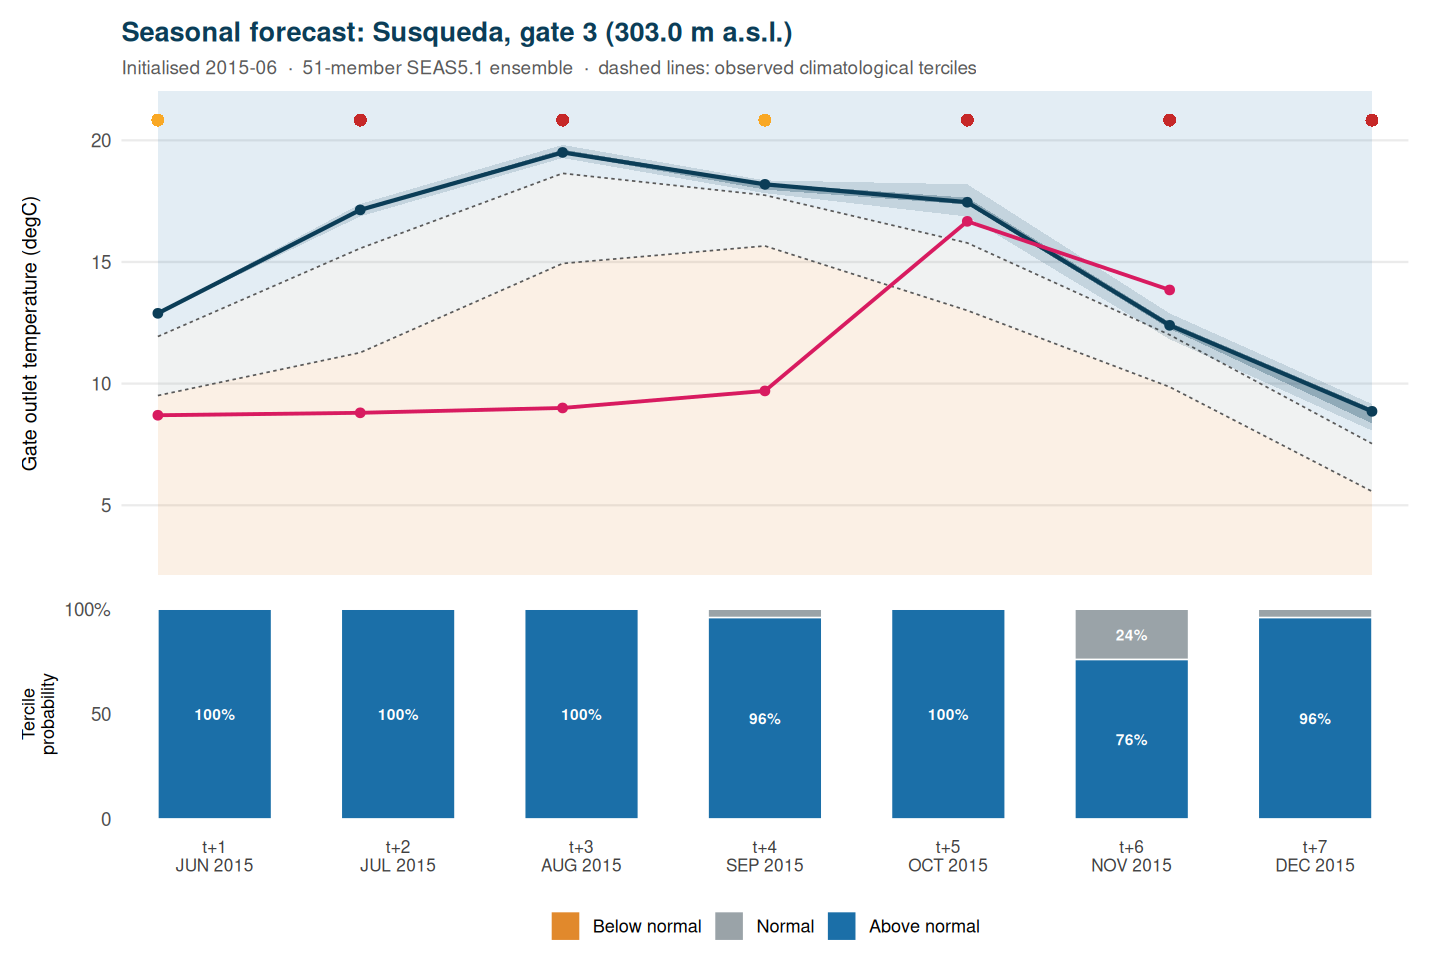 Seasonal forecast: Susqueda, gate 3 (303.0 m a.s.l.)
Initialised 2015-06 · 51-member SEAS5.1 ensemble · dashed lines: observed climatological terciles
Gate outlet temperature (degC)
20
15
10
5
Tercile
probability
100%
50
0
100%
100%
100%
96%
100%
24%
76%
96%
t+1
JUN 2015
t+2
JUL 2015
t+3
AUG 2015
t+4
SEP 2015
t+5
OCT 2015
t+6
NOV 2015
t+7
DEC 2015
Below normal
Normal
Above normal